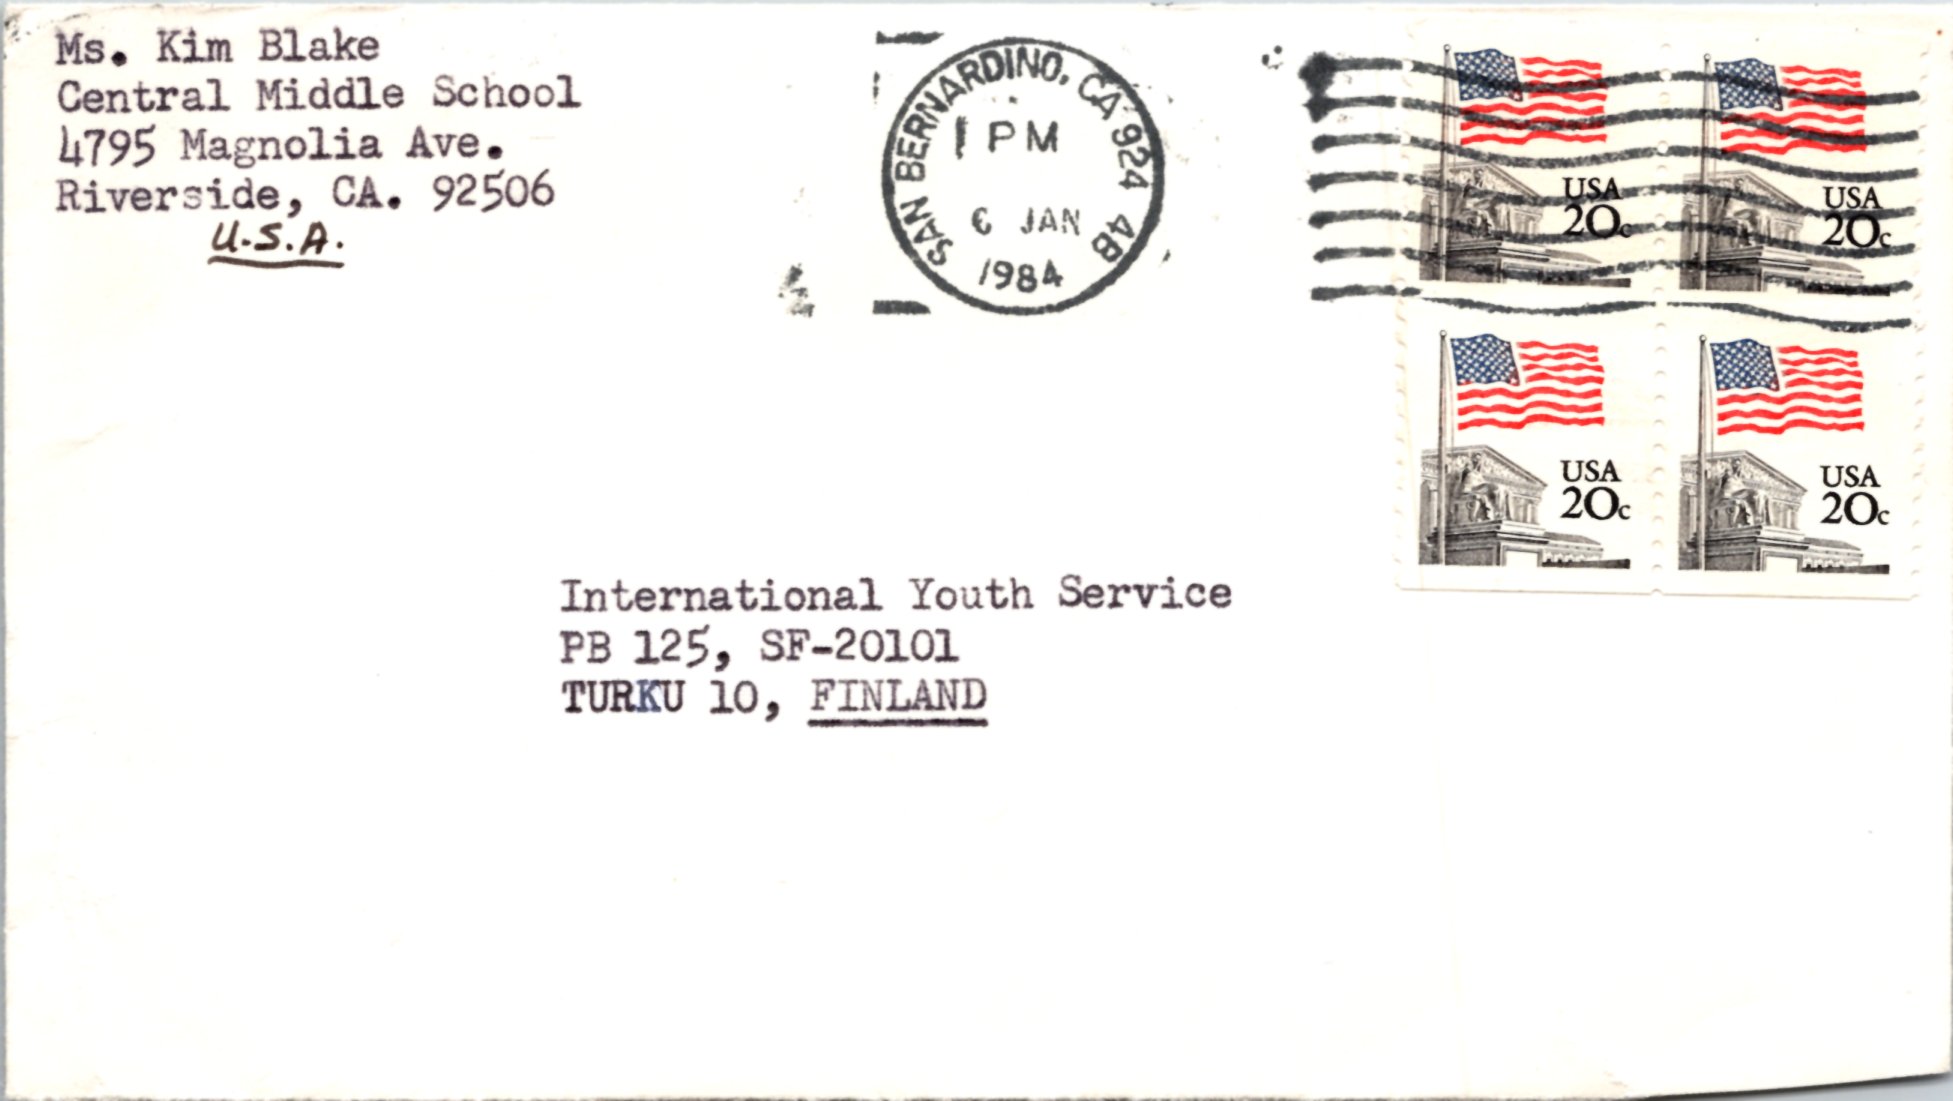 Ms. Kim Blake
Central Middle School
4795 Magnolia Ave.
Riverside, CA. 92506
U.S.A.
SAN BERNARDINO, CA 924 4B
1 PM
6 JAN
1984
USA
20c
USA
20c
USA
20c
USA
20c
International Youth Service
PB 125, SF-20101
TURKU 10, FINLAND